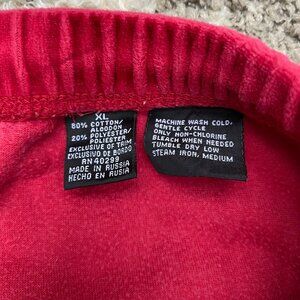 XL
80% COTTON/
ALGODON
20% POLYESTER/
POLIESTER
EXCLUSIVE OF TRIM
EXCLUSIVO DE BORDO
RN 40299
MADE IN RUSSIA
HECHO EN RUSIA
MACHINE WASH COLD,
GENTLE CYCLE
ONLY NON-CHLORINE
BLEACH WHEN NEEDED
TUMBLE DRY LOW
STEAM IRON, MEDIUM